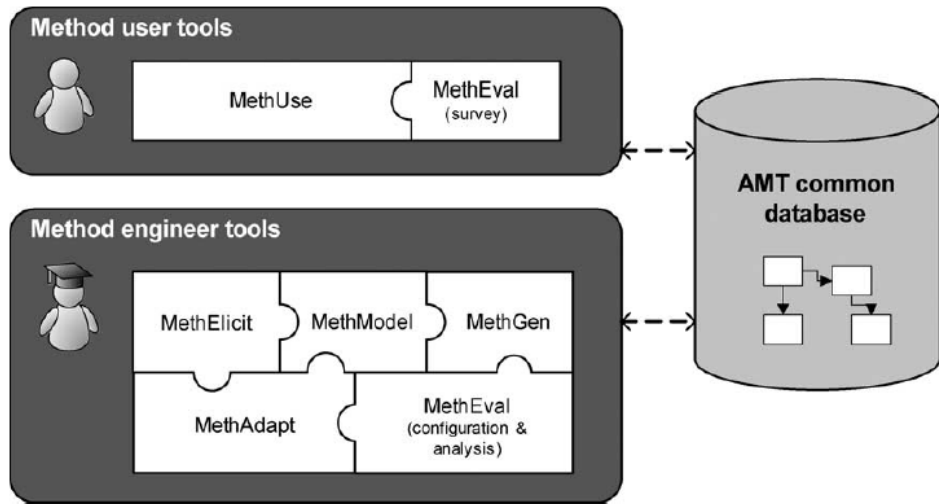 Method user tools
MethUse
MethEval
(survey)
Method engineer tools
MethElicit
MethModel
MethGen
MethAdapt
MethEval
(configuration &
analysis)
AMT common
database